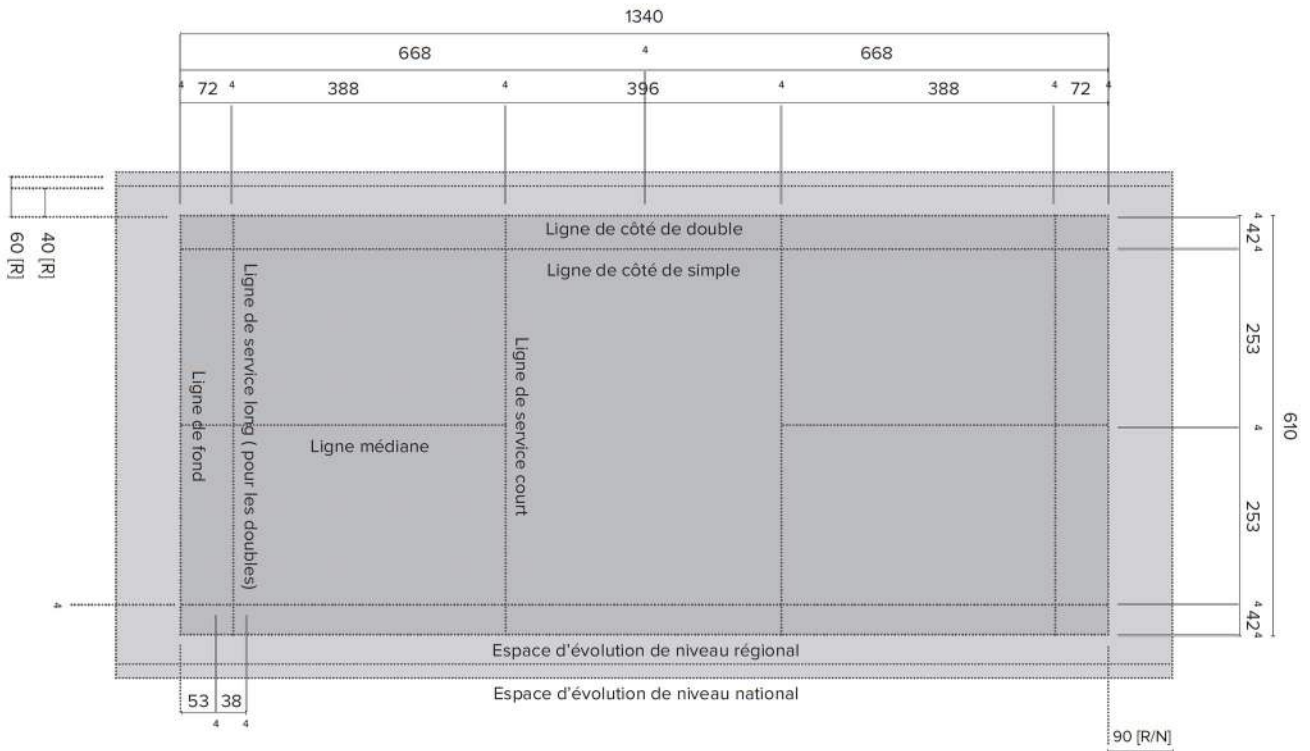 1340
668 4 668
4 72 4 388 4 396 4 388 4 72 4
60 [R]
40 [R]
Ligne de côté de double
Ligne de côté de simple
Ligne de fond
Ligne de service long ( pour les doubles)
Ligne médiane
Ligne de service court
4
42
4
253
4
253
4
42
4
610
4
Espace d'évolution de niveau régional
Espace d'évolution de niveau national
53 38
4 4
90 [R/N]